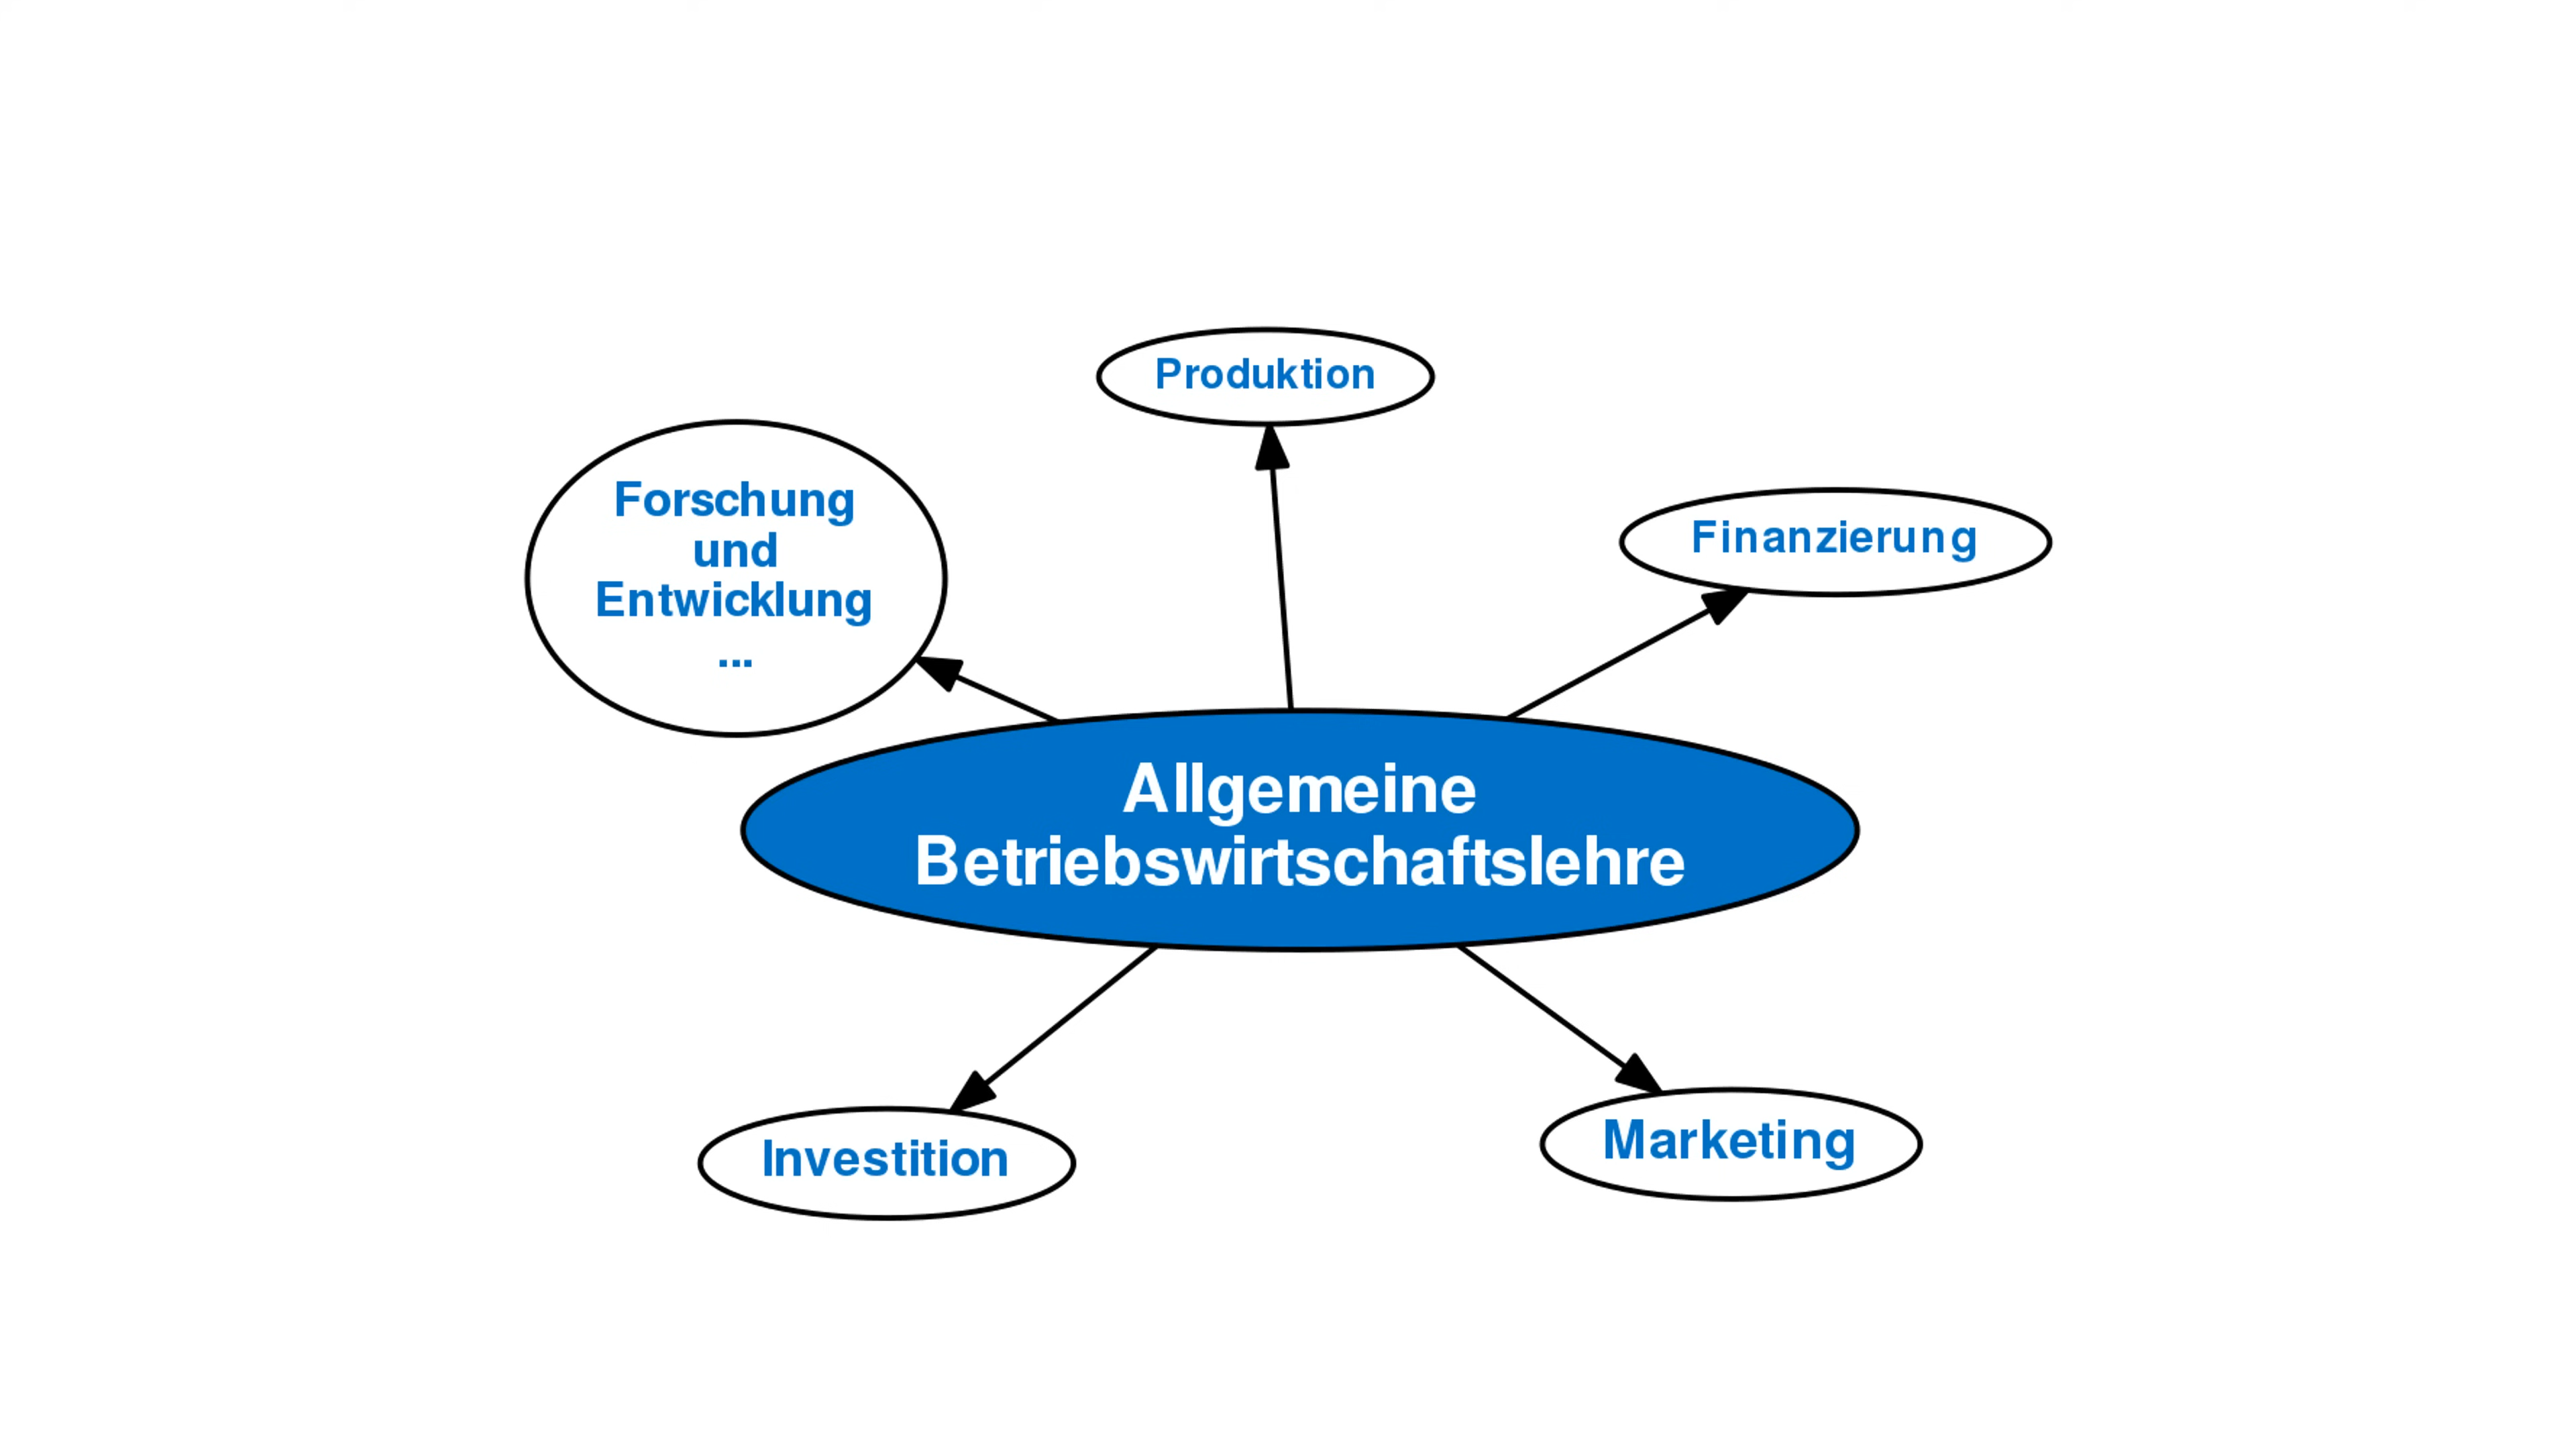 Produktion
Forschung
und
Entwicklung
...
Finanzierung
Allgemeine
Betriebswirtschaftslehre
Investition
Marketing